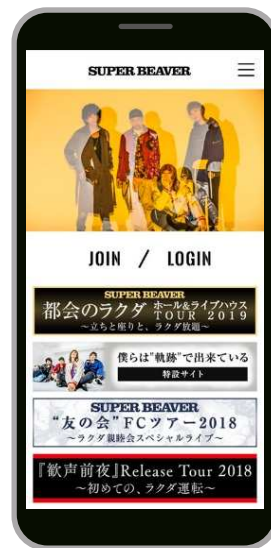 SUPER BEAVER
JOIN / LOGIN
SUPER BEAVER
都会のラクダ ホール&ライブハウス TOUR 2019
〜立ちと座りと、ラクダ放題〜
僕らは"軌跡"で出来ている
特設サイト
SUPER BEAVER
"友の会"FCツアー2018
〜ラクダ親睦会スペシャルライブ〜
『歓声前夜』Release Tour 2018
〜初めての、ラクダ運転〜